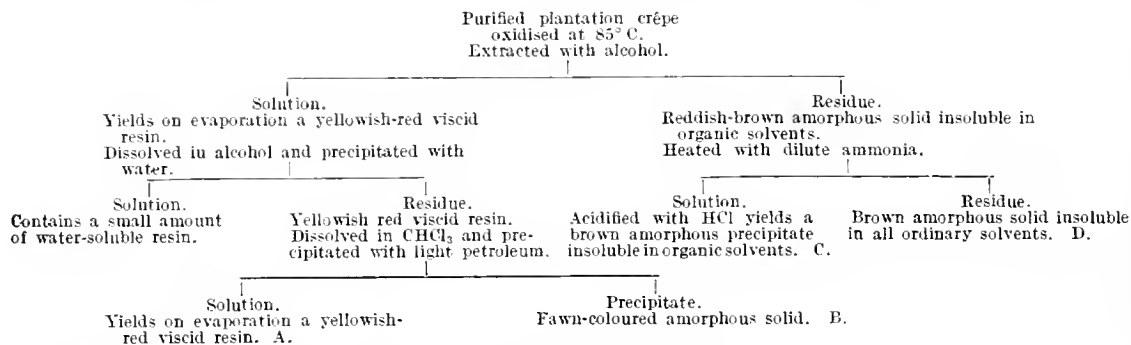 Purified plantation crêpe
oxidised at 85° C.
Extracted with alcohol.
Solution.
Yields on evaporation a yellowish-red viscid
resin.
Dissolved iu alcohol and precipitated with
water.
Residue.
Reddish-brown amorphous solid insoluble in
organic solvents.
Heated with dilute ammonia.
Solution.
Contains a small amount
of water-soluble resin.
Residue.
Yellowish red viscid resin.
Dissolved in CHCl₃ and pre-
cipitated with light petroleum.
Solution.
Acidified with HCl yields a
brown amorphous precipitate
insoluble in organic solvents. C.
Residue.
Brown amorphous solid insoluble
in all ordinary solvents. D.
Solution.
Yields on evaporation a yellowish-
red viscid resin. A.
Precipitate.
Fawn-coloured amorphous solid. B.